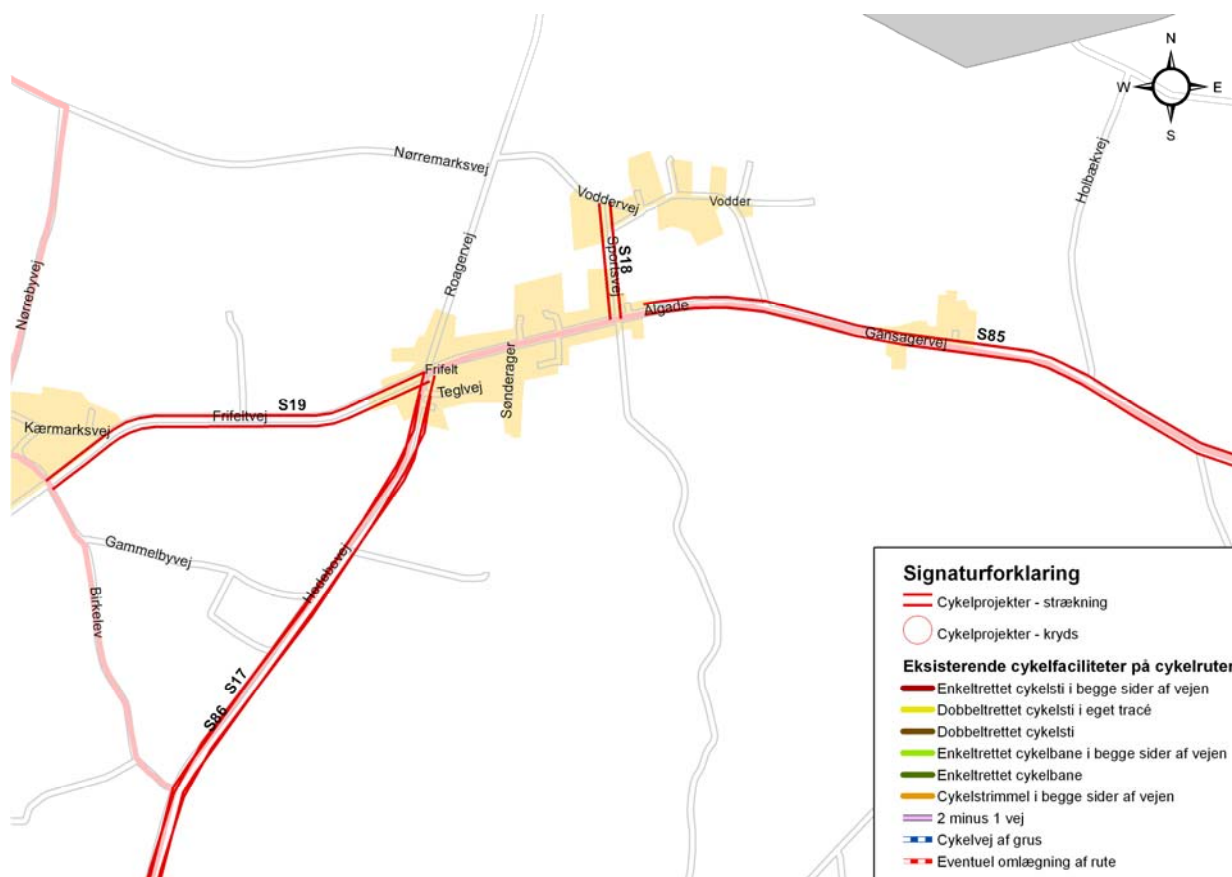 N
W
E
S
Nørremarksvej
Holbækvej
Voddervej
Vodder
Roagervej
Sportsvej
S18
Nørrebyvej
Algade
Gånsagervej
S85
Frifelt
Teglvej
Sønderager
S19
Frifeltvej
Kærmarksvej
Gammelbyvej
Hedebovej
Birkelev
S17
S86
Signaturforklaring
Cykelprojekter - strækning
Cykelprojekter - kryds
Eksisterende cykelfaciliteter på cykelruter
Enkeltrettet cykelsti i begge sider af vejen
Dobbeltrettet cykelsti i eget tracé
Dobbeltrettet cykelsti
Enkeltrettet cykelbane i begge sider af vejen
Enkeltrettet cykelbane
Cykelstrimmel i begge sider af vejen
2 minus 1 vej
Cykelvej af grus
Eventuel omlægning af rute